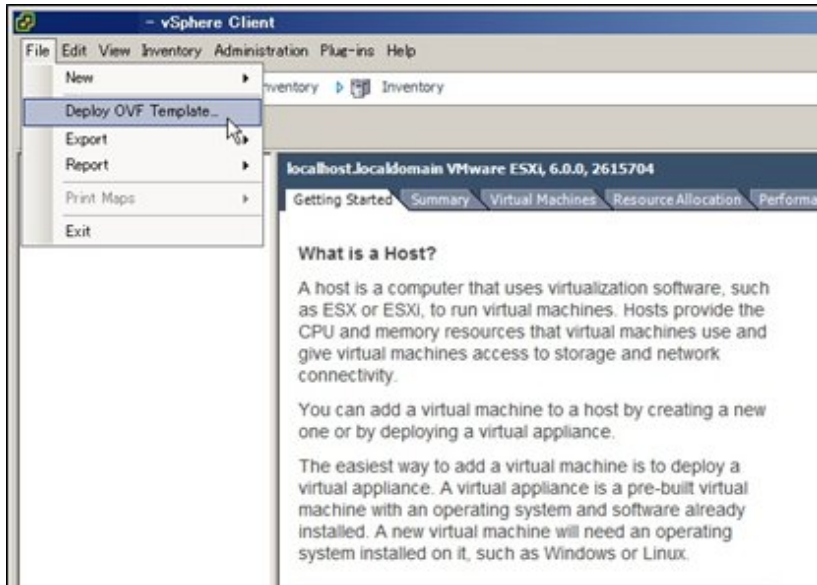 - vSphere Client
File Edit View Inventory Administration Plug-ins Help
New
Inventory
Deploy OVF Template...
Export
Report
Print Maps
Exit
localhost.localdomain VMware ESXi, 6.0.0, 2615704
Getting Started Summary Virtual Machines Resource Allocation
What is a Host?
A host is a computer that uses virtualization software, such
as ESX or ESXi, to run virtual machines. Hosts provide the
CPU and memory resources that virtual machines use and
give virtual machines access to storage and network
connectivity.
You can add a virtual machine to a host by creating a new
one or by deploying a virtual appliance.
The easiest way to add a virtual machine is to deploy a
virtual appliance. A virtual appliance is a pre-built virtual
machine with an operating system and software already
installed. A new virtual machine will need an operating
system installed on it, such as Windows or Linux.